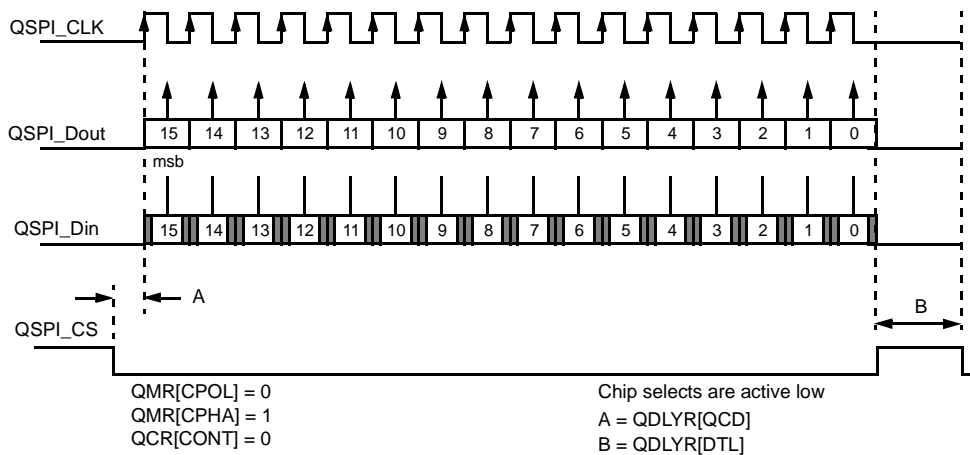 QSPI_CLK
QSPI_Dout
15 14 13 12 11 10 9 8 7 6 5 4 3 2 1 0
msb
QSPI_Din
15 14 13 12 11 10 9 8 7 6 5 4 3 2 1 0
A
B
QSPI_CS
QMR[CPOL] = 0
QMR[CPHA] = 1
QCR[CONT] = 0
Chip selects are active low
A = QDLYR[QCD]
B = QDLYR[DTL]